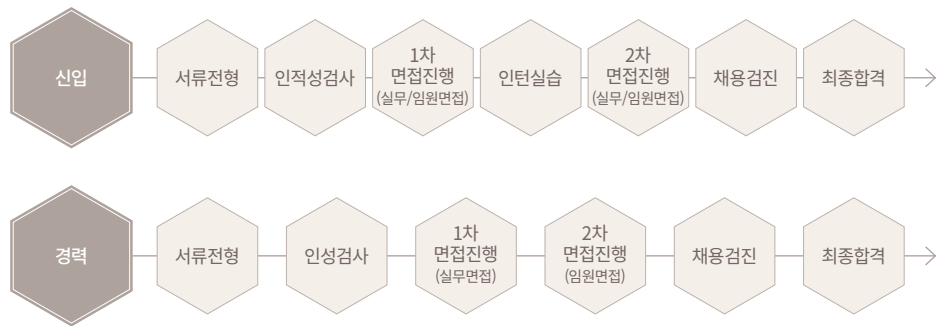 신입
서류전형
인적성검사
1차
면접진행
(실무/임원면접)
인턴실습
2차
면접진행
(실무/임원면접)
채용검진
최종합격
경력
서류전형
인성검사
1차
면접진행
(실무면접)
2차
면접진행
(임원면접)
채용검진
최종합격